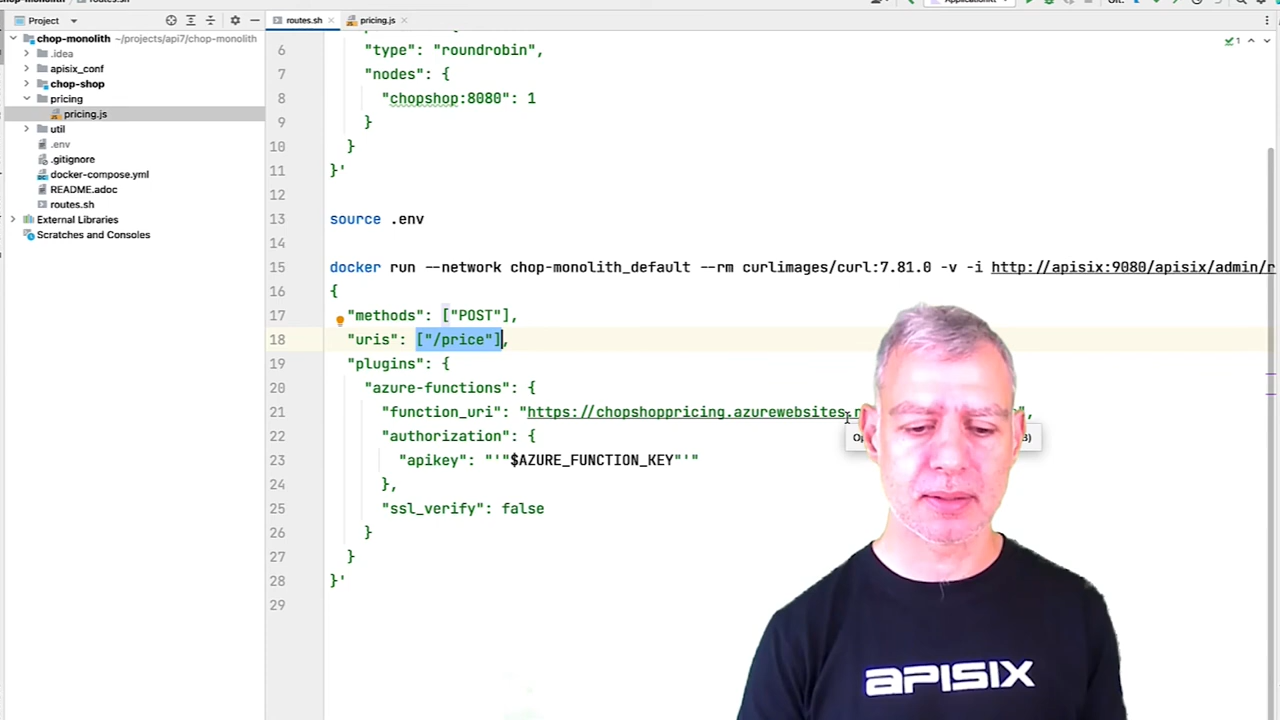 chop-monolith
routes.sh
Project
routes.sh
pricing.js
chop-monolith ~/projects/api7/chop-monolith
.idea
apisix_conf
chop-shop
pricing
pricing.js
util
.env
.gitignore
docker-compose.yml
README.adoc
routes.sh
External Libraries
Scratches and Consoles
1
6 "type": "roundrobin",
7 "nodes": {
8 "chopshop:8080": 1
9 }
10 }
11 }'
12
13 source .env
14
15 docker run --network chop-monolith_default --rm curlimages/curl:7.81.0 -v -i http://apisix:9080/apisix/admin/r
16 {
17 "methods": ["POST"],
18 "uris": ["/price"],
19 "plugins": {
20 "azure-functions": {
21 "function_uri": "https://chopshoppricing.azurewebsites.
22 "authorization": {
23 "apikey": "'"$AZURE_FUNCTION_KEY"'"
24 },
25 "ssl_verify": false
26 }
27 }
28 }'
29
APISIX